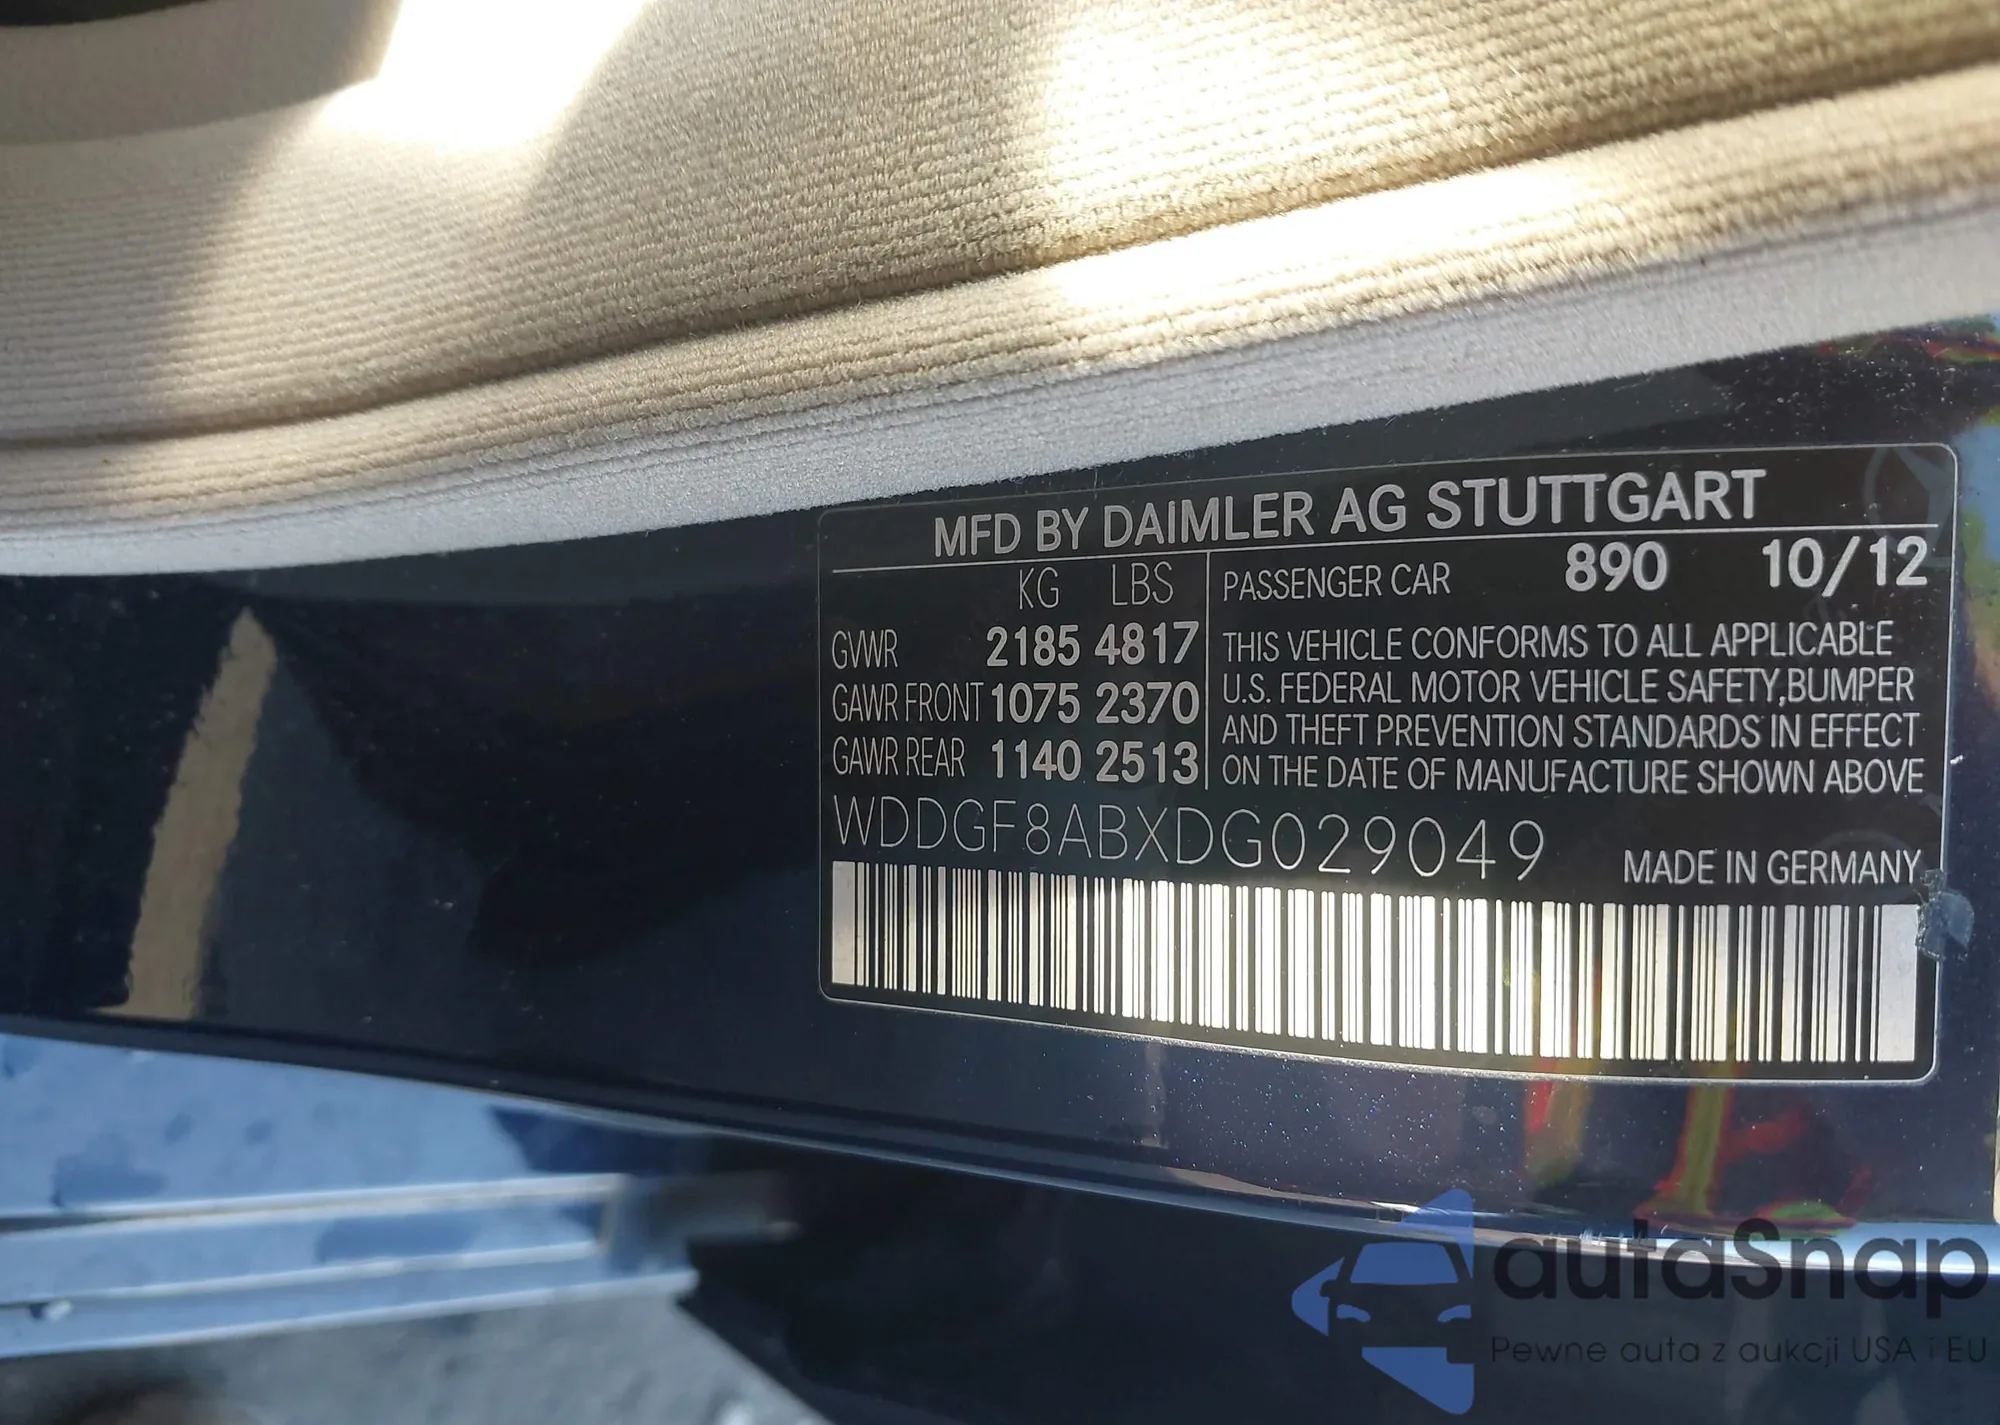 MFD BY DAIMLER AG STUTTGART
KG LBS
GVWR 2185 4817
GAWR FRONT 1075 2370
GAWR REAR 1140 2513
PASSENGER CAR 890 10/12
THIS VEHICLE CONFORMS TO ALL APPLICABLE
U.S. FEDERAL MOTOR VEHICLE SAFETY,BUMPER
AND THEFT PREVENTION STANDARDS IN EFFECT
ON THE DATE OF MANUFACTURE SHOWN ABOVE
WDDGF8ABXDG029049
MADE IN GERMANY
autaSnap
Pewne auta z aukcji USA i EU